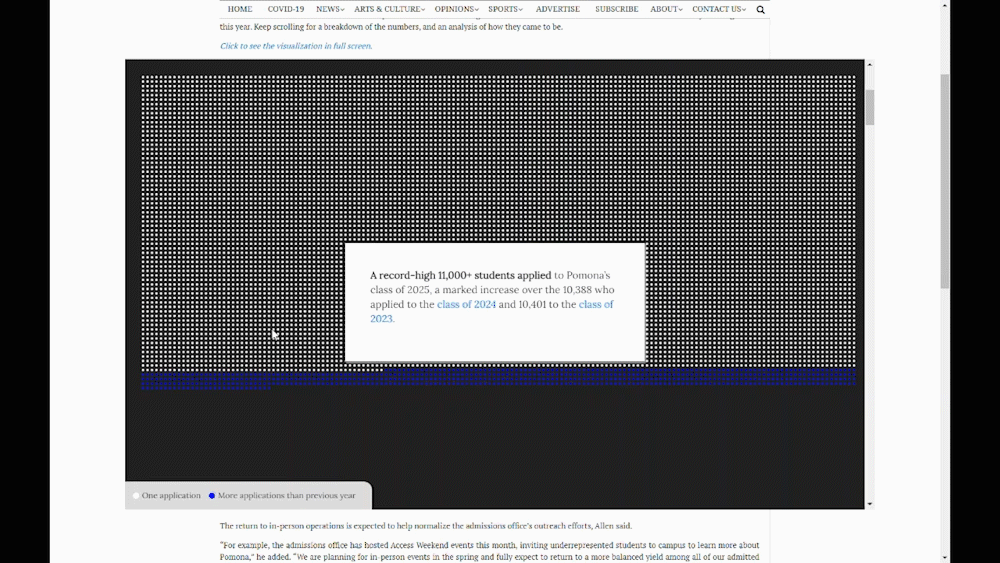 HOME COVID-19 NEWS ARTS & CULTURE OPINIONS SPORTS ADVERTISE SUBSCRIBE ABOUT CONTACT US
this year. Keep scrolling for a breakdown of the numbers, and an analysis of how they came to be.
Click to see the visualization in full screen.
A record-high 11,000+ students applied to Pomona's
class of 2025, a marked increase over the 10,388 who
applied to the class of 2024 and 10,401 to the class of
2023.
One application More applications than previous year
The return to in-person operations is expected to help normalize the admissions office's outreach efforts, Allen said.
"For example, the admissions office has hosted Access Weekend events this month, inviting underrepresented students to campus to learn more about
Pomona," he added. "We are planning for in-person events in the spring and fully expect to return to a more balanced yield among all of our admitted